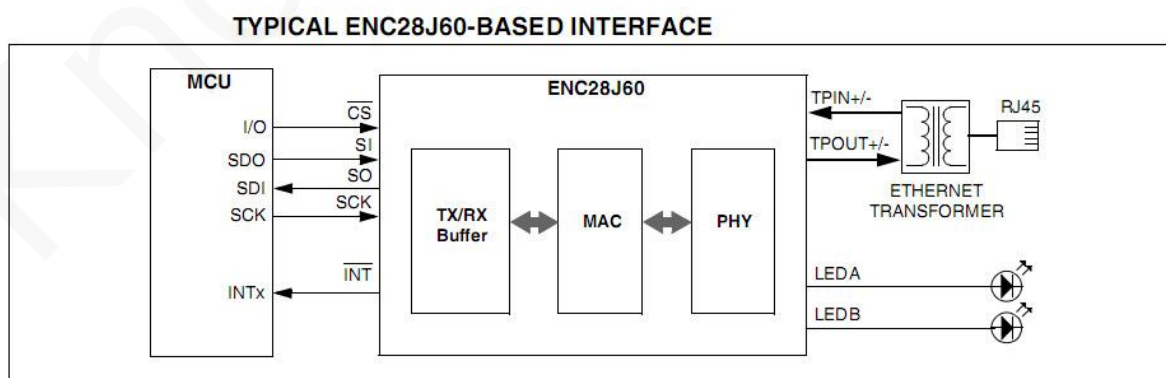 TYPICAL ENC28J60-BASED INTERFACE
MCU
I/O
SDO
SDI
SCK
INTx
CS
SI
SO
SCK
INT
ENC28J60
TX/RX
Buffer
MAC
PHY
TPIN+/-
TPOUT+/-
RJ45
ETHERNET
TRANSFORMER
LEDA
LEDB